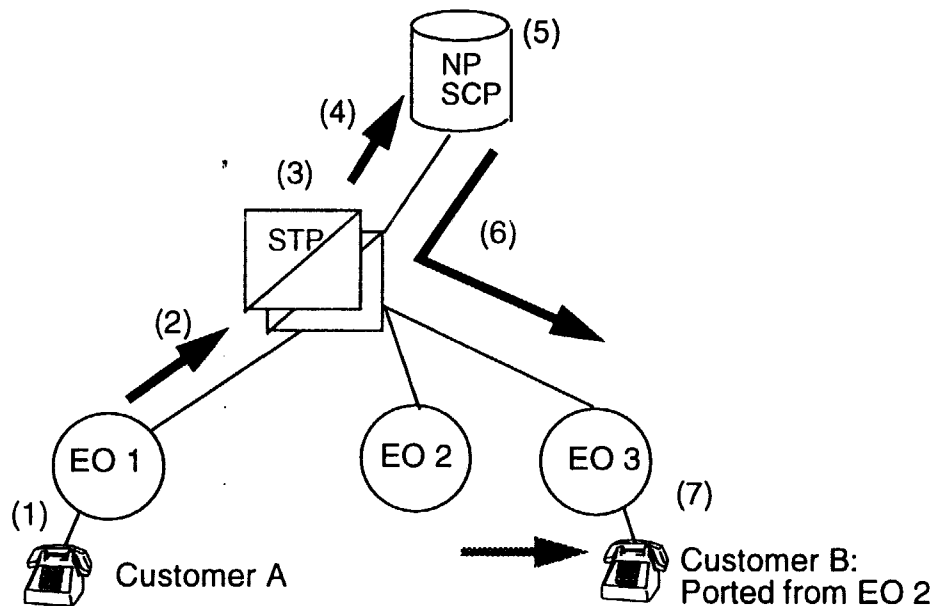 (5)
NP
SCP
(4)
(3)
STP
(6)
(2)
EO 1
EO 2
EO 3
(7)
(1)
Customer A
Customer B:
Ported from EO 2